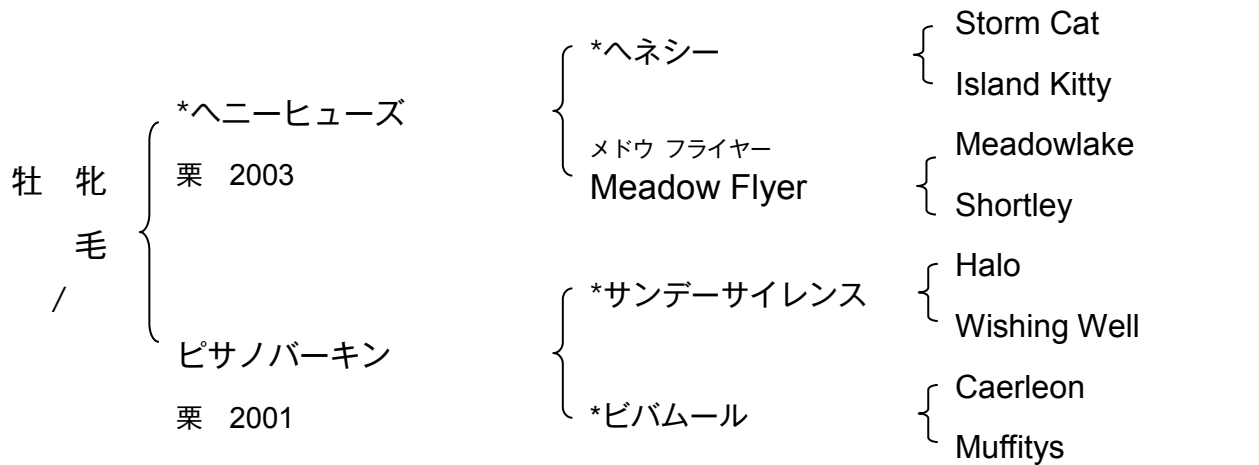 牡 牝
毛
/
*ヘニーヒューズ
栗 2003
ピサノバーキン
栗 2001
*ヘネシー
メドウ フライヤー
Meadow Flyer
*サンデーサイレンス
*ビバムール
Storm Cat
Island Kitty
Meadowlake
Shortley
Halo
Wishing Well
Caerleon
Muffitys